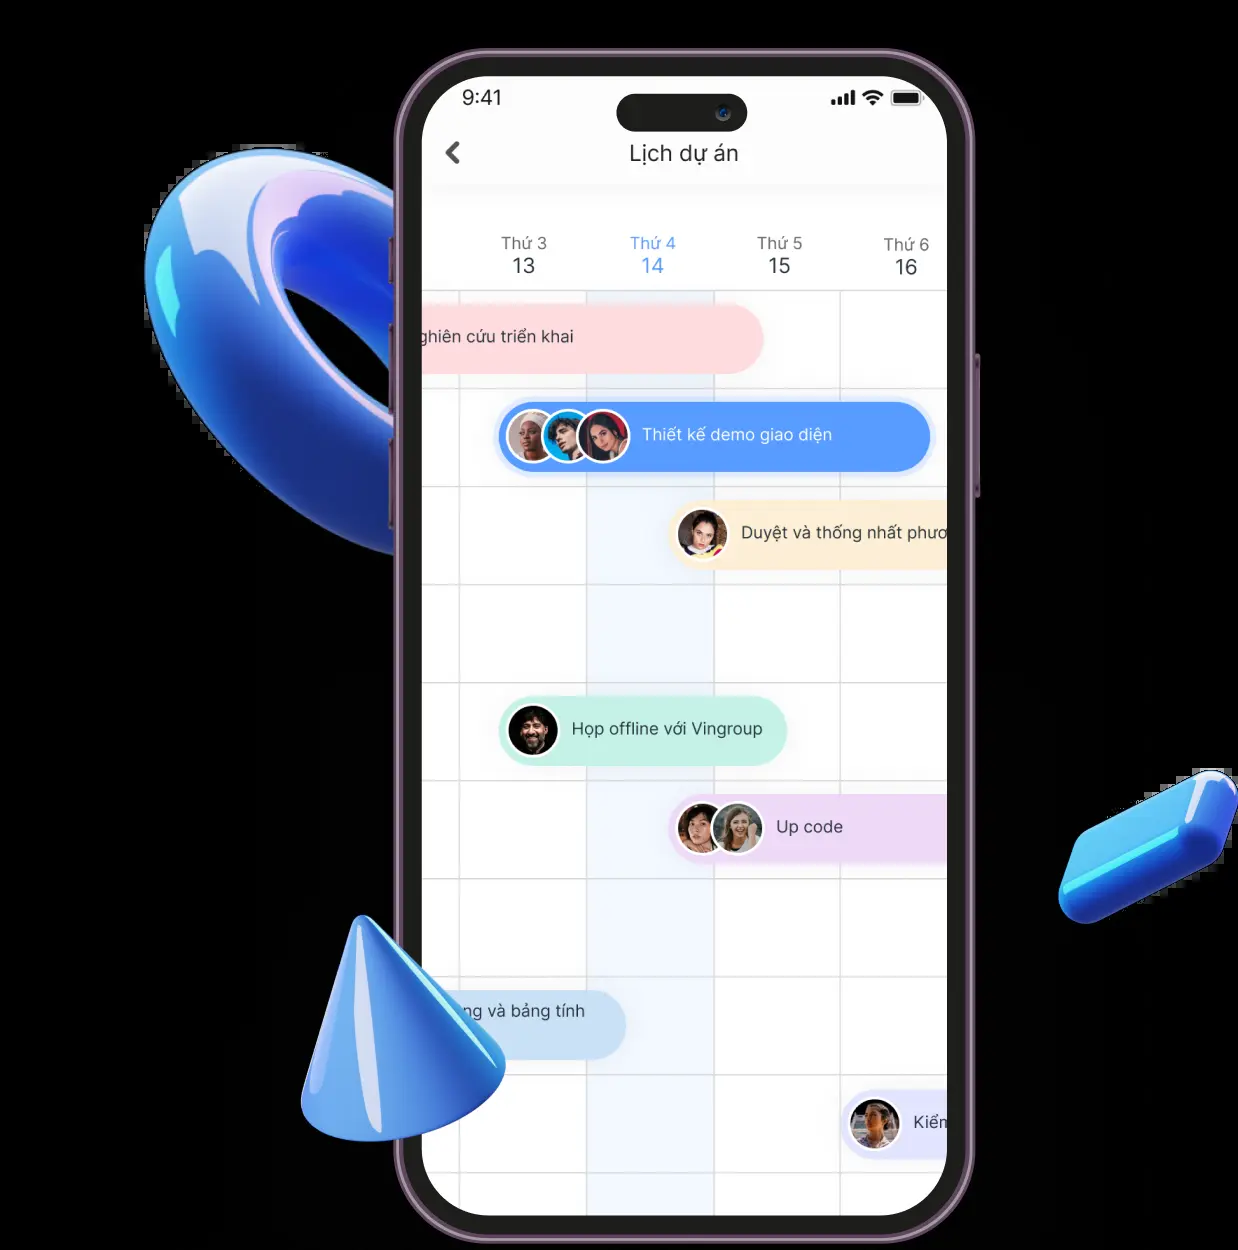 9:41
Lịch dự án
Thứ 3
13
Thứ 4
14
Thứ 5
15
Thứ 6
16
ghiên cứu triển khai
Thiết kế demo giao diện
Duyệt và thống nhất phươ
Họp offline với Vingroup
Up code
ng và bảng tính
Kiểm